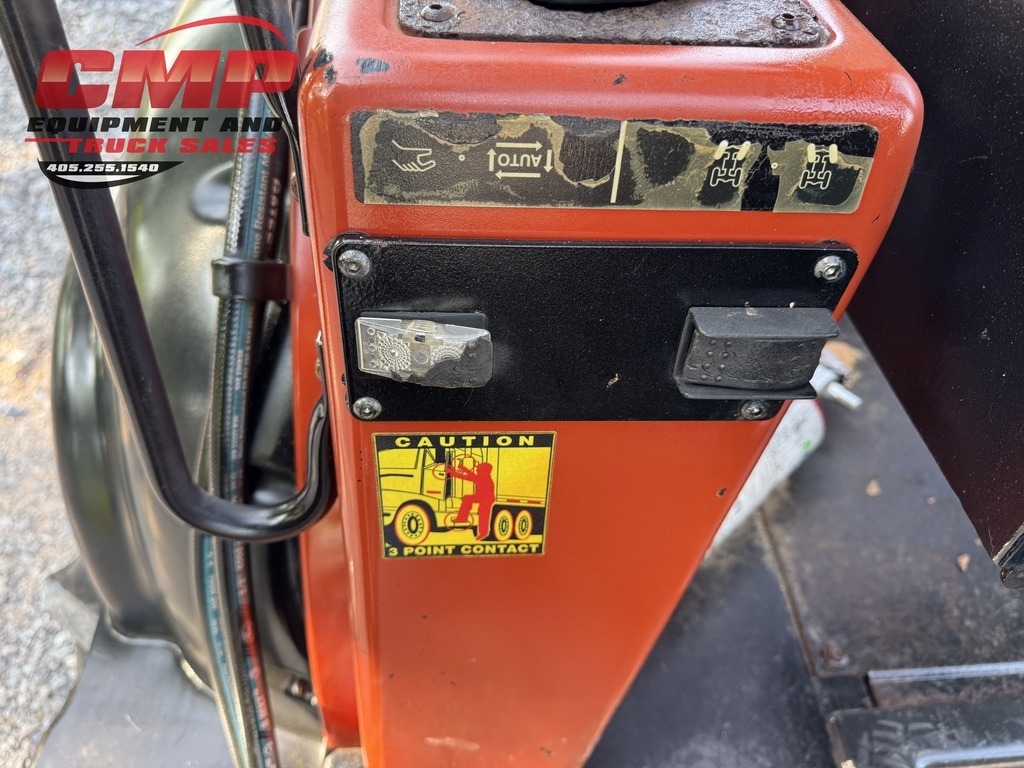 CMP
EQUIPMENT AND
TRUCK SALES
405.255.1540
AUTO
CAUTION
3 POINT CONTACT